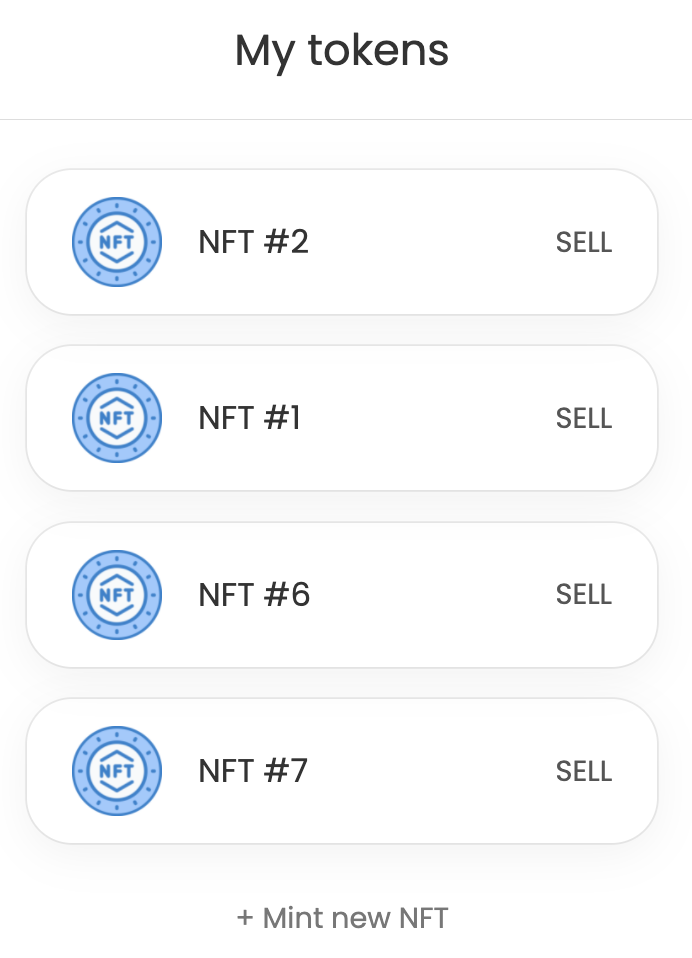 My tokens
NFT NFT #2 SELL
NFT NFT #1 SELL
NFT NFT #6 SELL
NFT NFT #7 SELL
+ Mint new NFT